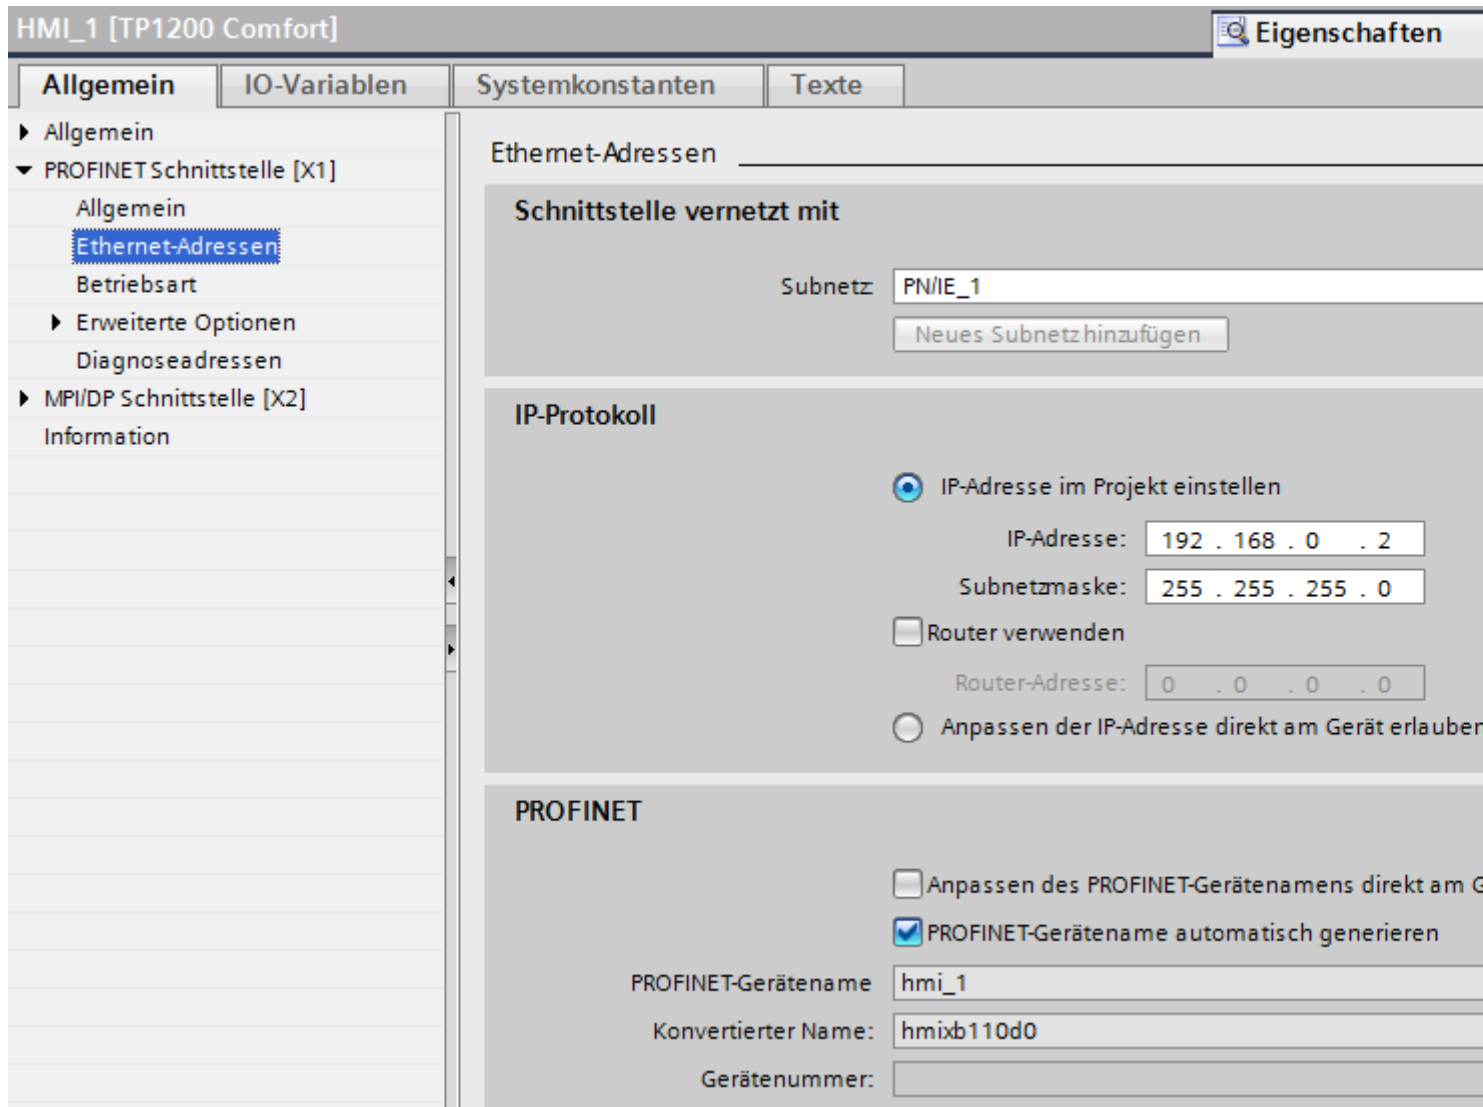 HMI_1 [TP1200 Comfort]
Eigenschaften
Allgemein
IO-Variablen
Systemkonstanten
Texte
Allgemein
PROFINET Schnittstelle [X1]
Allgemein
Ethernet-Adressen
Betriebsart
Erweiterte Optionen
Diagnoseadressen
MPI/DP Schnittstelle [X2]
Information
Ethernet-Adressen
Schnittstelle vernetzt mit
Subnetz: PN/IE_1
Neues Subnetz hinzufügen
IP-Protokoll
IP-Adresse im Projekt einstellen
IP-Adresse: 192 . 168 . 0 . 2
Subnetzmaske: 255 . 255 . 255 . 0
Router verwenden
Router-Adresse: 0 . 0 . 0 . 0
Anpassen der IP-Adresse direkt am Gerät erlauben
PROFINET
Anpassen des PROFINET-Gerätenamens direkt am G
PROFINET-Gerätename automatisch generieren
PROFINET-Gerätename hmi_1
Konvertierter Name: hmixb110d0
Gerätenummer: